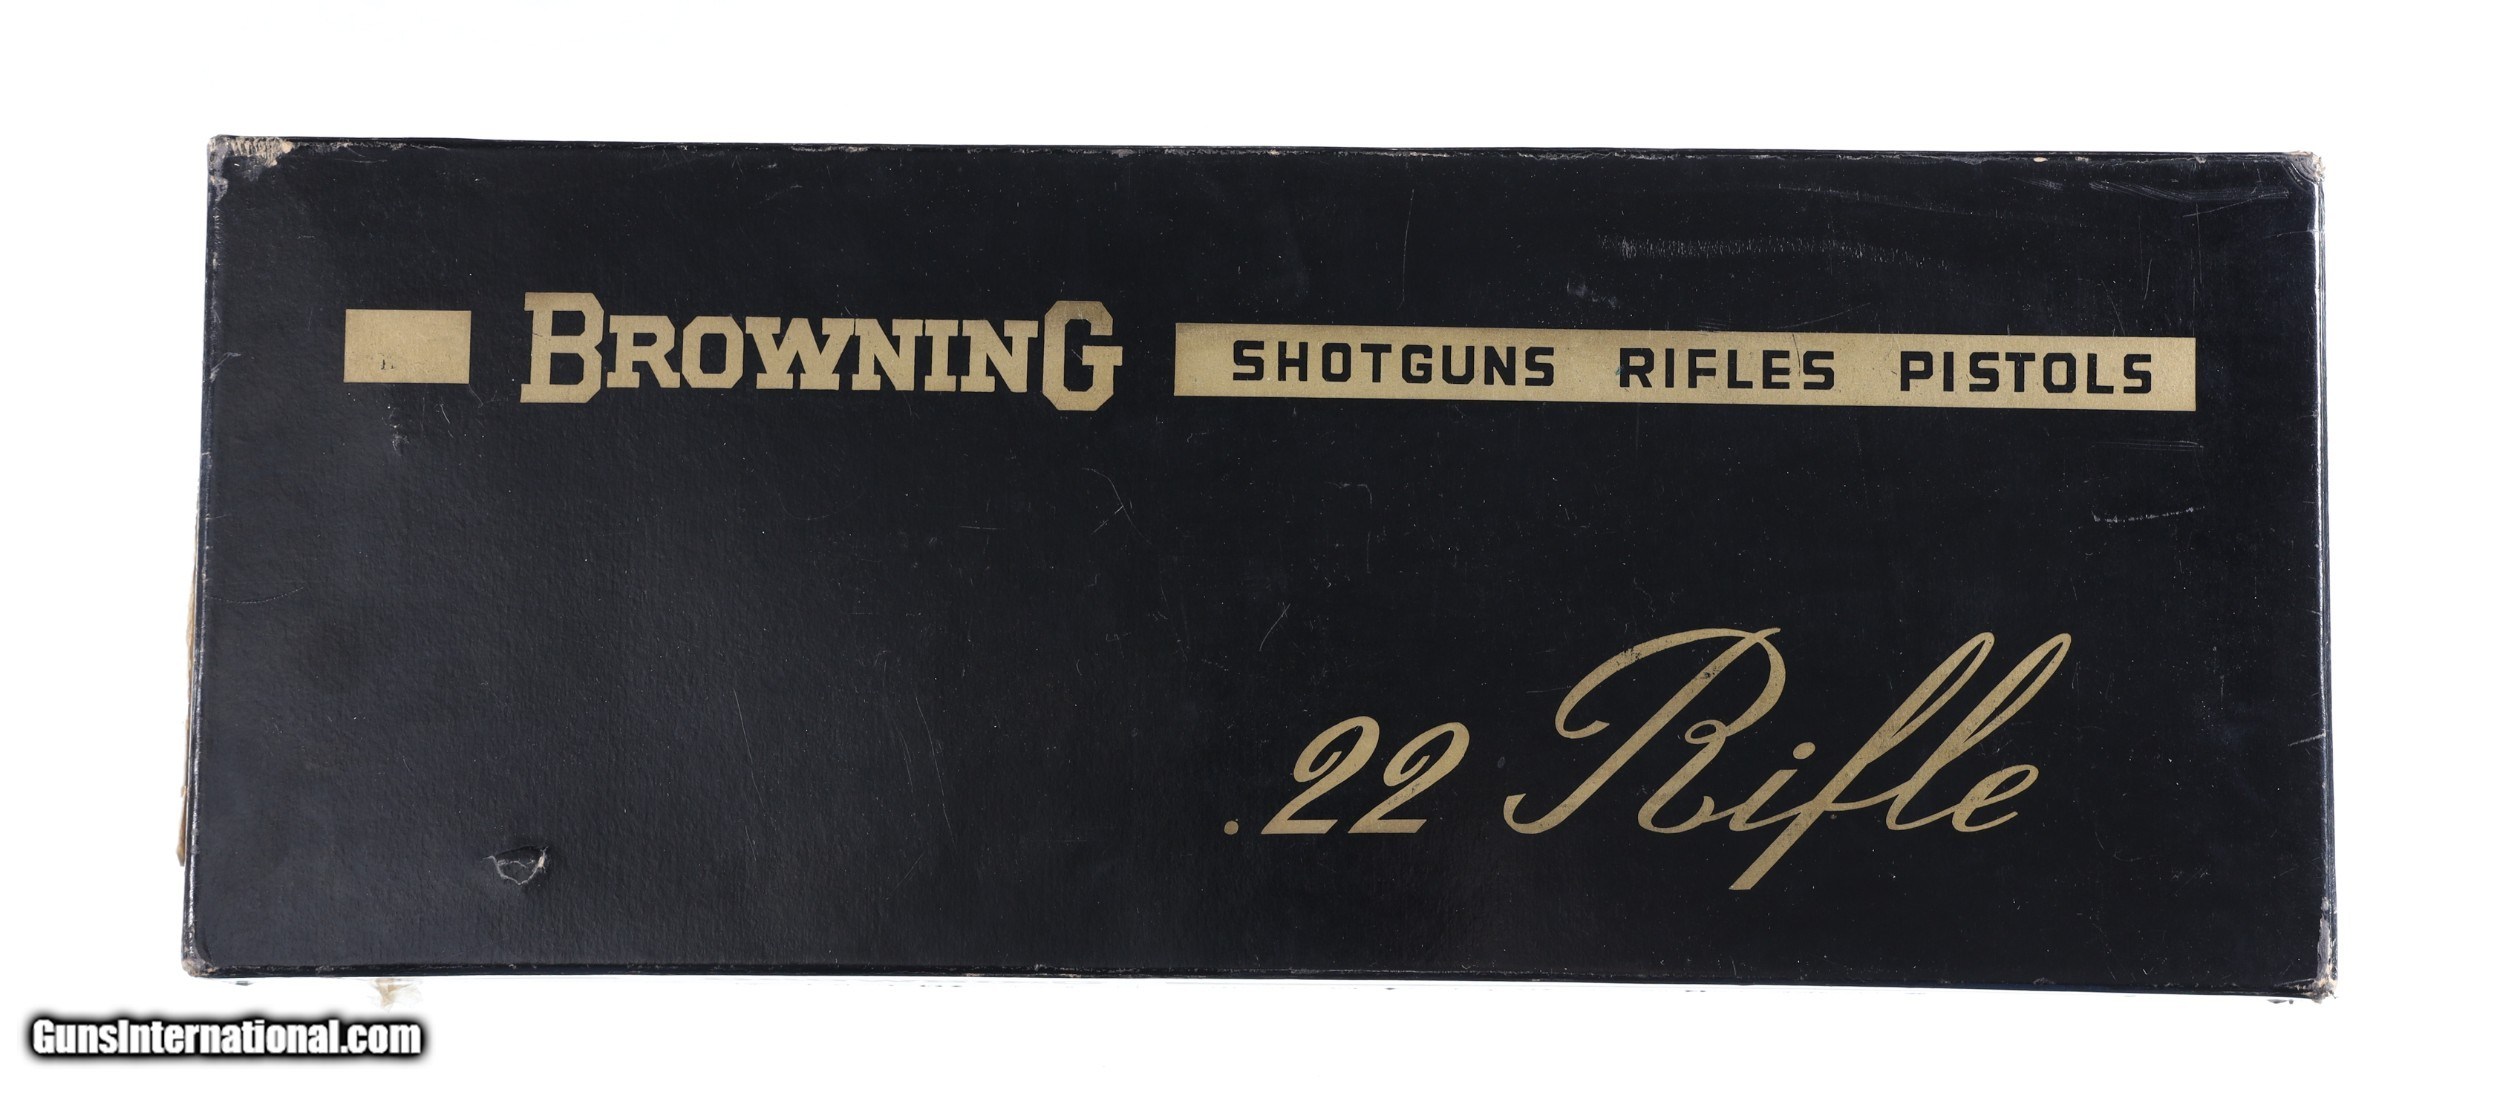 BROWNING SHOTGUNS RIFLES PISTOLS
.22 Rifle
GunsInternational.com